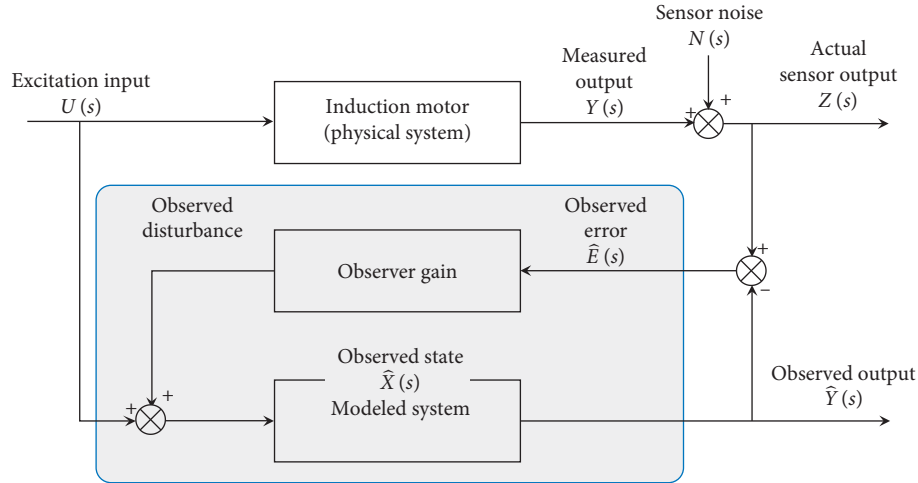 Sensor noise
N (s)
Excitation input
U (s)
Induction motor
(physical system)
Measured
output
Y (s)
+
+
Actual
sensor output
Z (s)
Observed
disturbance
Observer gain
Observed
error
Ê (s)
+
−
+
+
Observed state
X̂ (s)
Modeled system
Observed output
Ŷ (s)